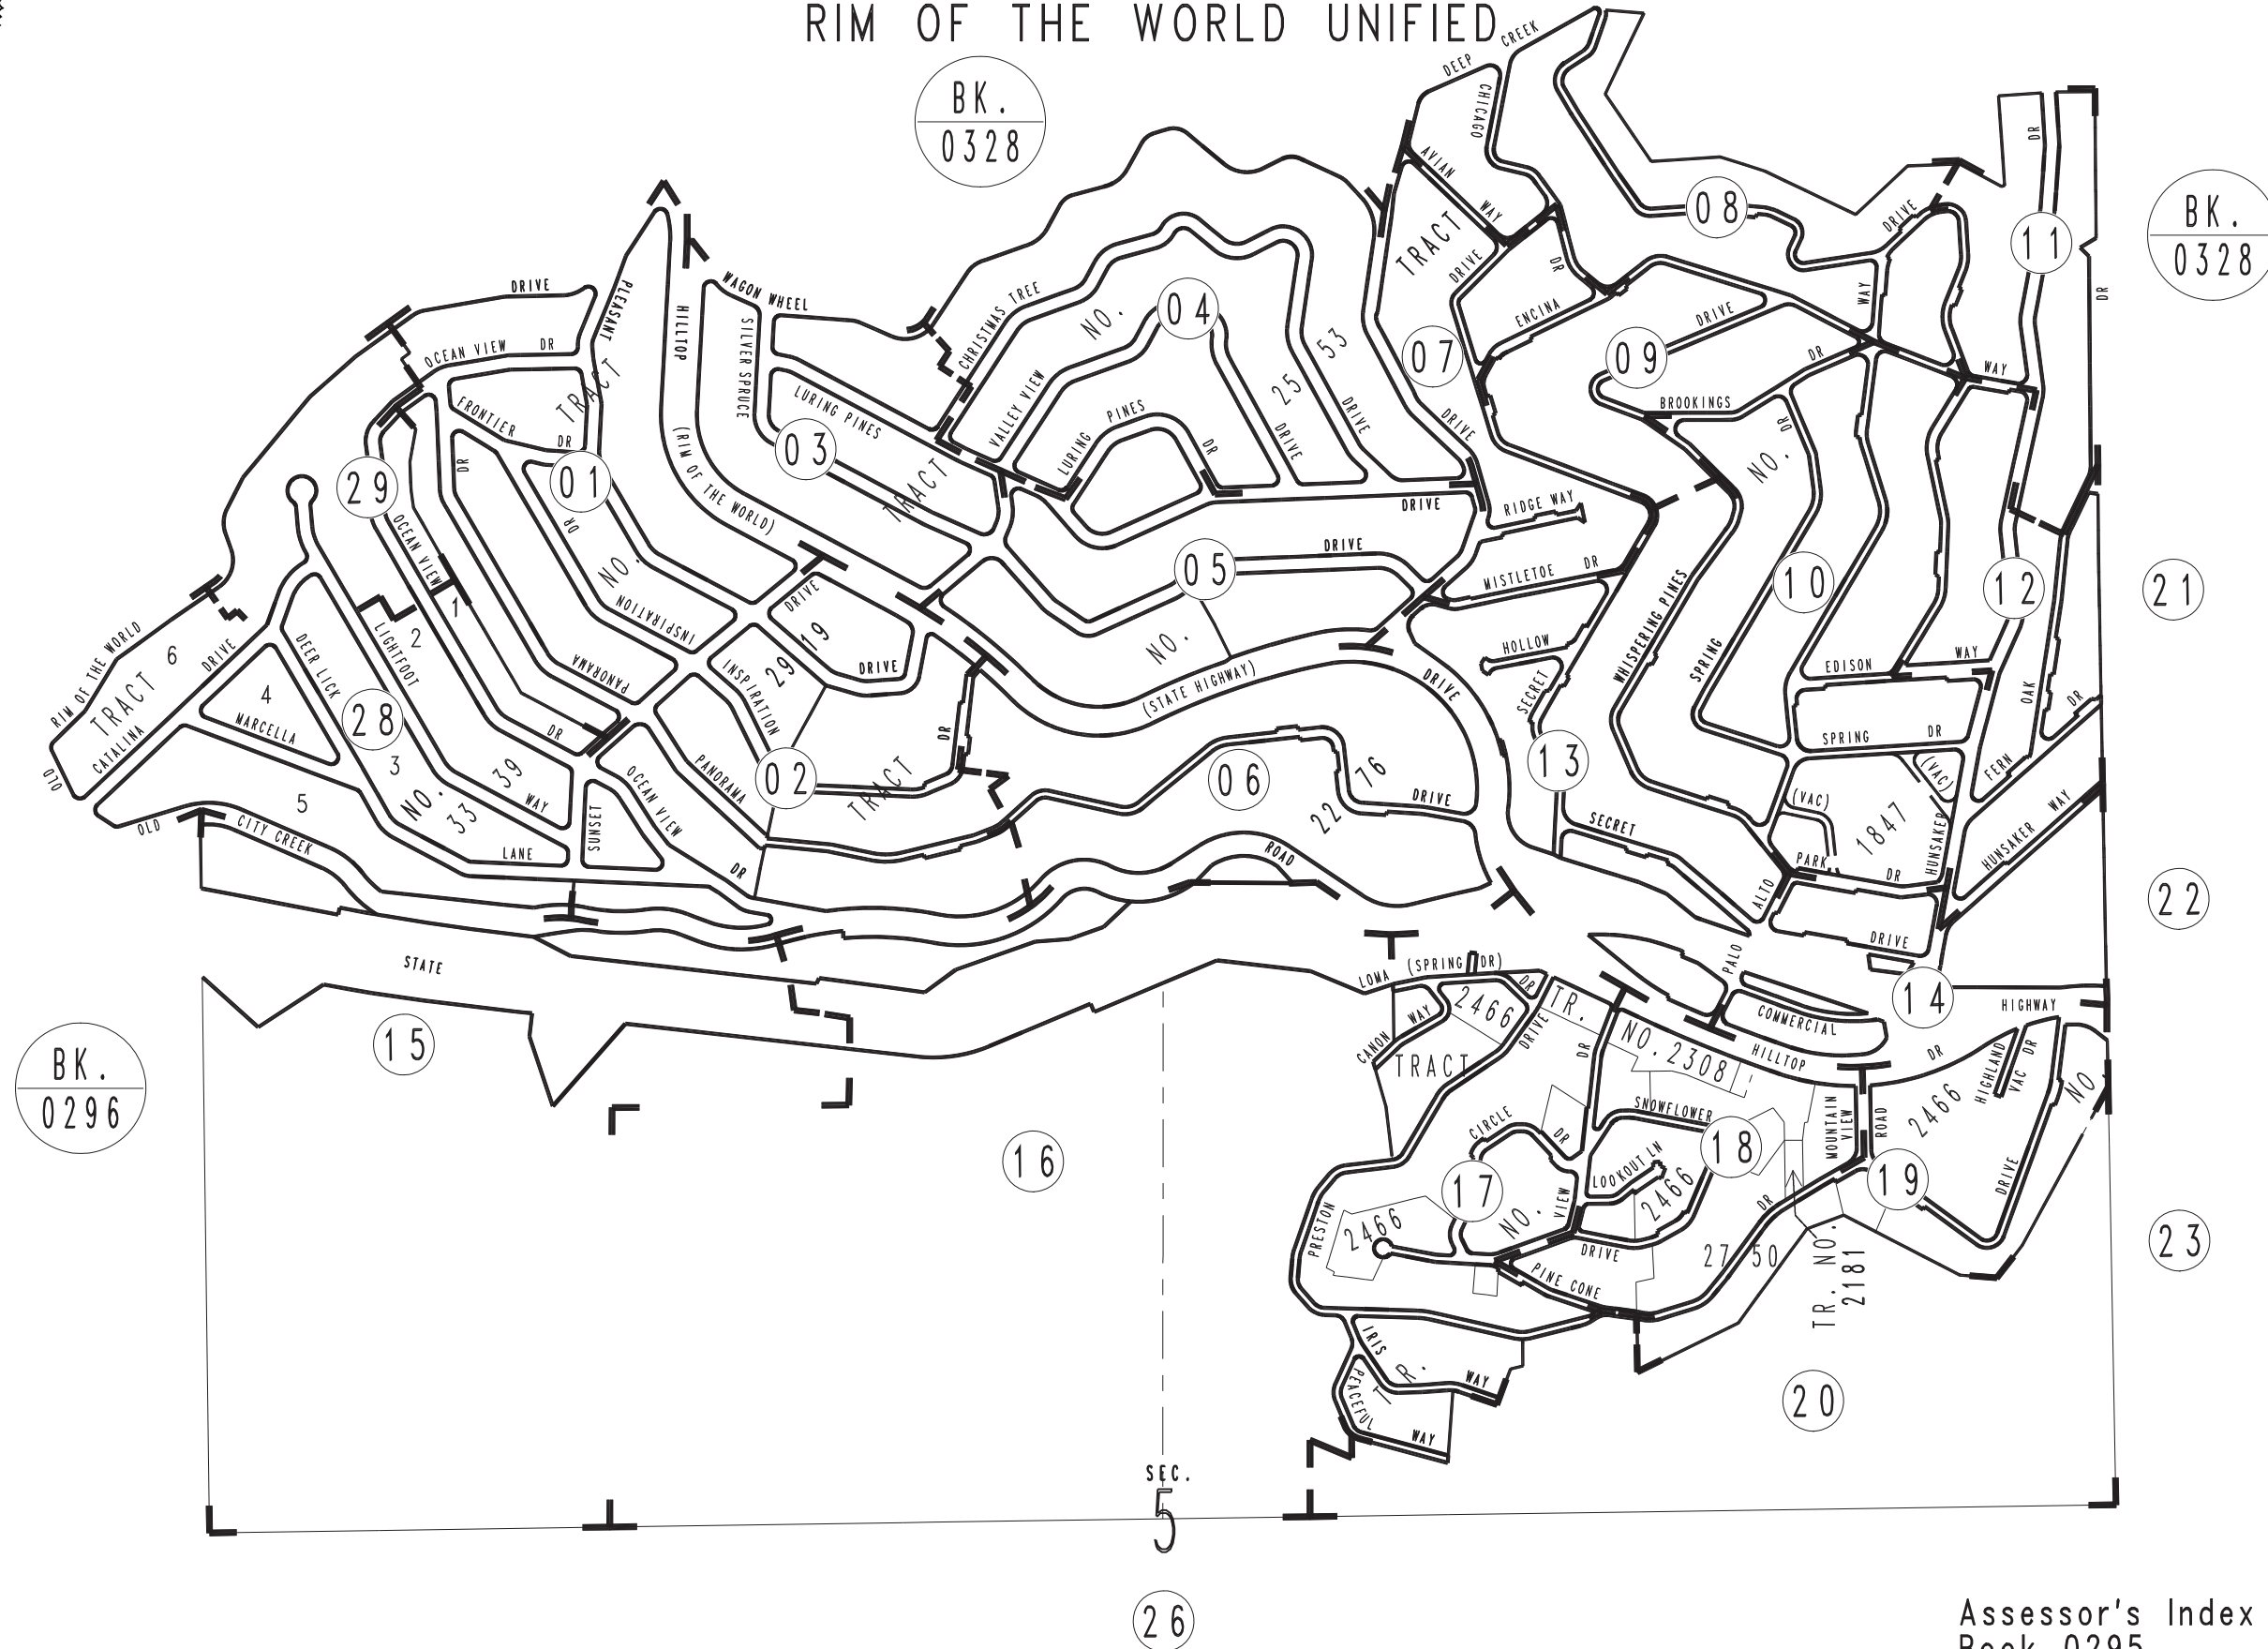 RIM OF THE WORLD UNIFIED
BK.
0328
BK.
0328
BK.
0296
DEEP CREEK
CHICAGO
AVIAN WAY
TRACT
DRIVE
DR
ENCINA
07
08
DRIVE
WAY
11
DR
DR
09
DRIVE
DR
BROOKINGS
WAY
DR
NO.
10
12
21
DRIVE
OCEAN VIEW DR
PLEASANT
TRACT
HILLTOP
(RIM OF THE WORLD)
WAGON WHEEL
SILVER SPRUCE
LURING PINES
03
TRACT
CHRISTMAS TREE
NO.
04
VALLEY VIEW
LURING PINES
DR
53
25
DRIVE
DRIVE
DRIVE
DRIVE
RIDGE WAY
FRONTIER DR
01
DR
DR
NO.
INSPIRATION
PANORAMA
29
OCEAN VIEW
1
2
LIGHTFOOT
DEER LICK
28
3
NO.
33
39
WAY
DR
LANE
RIM OF THE WORLD
OLD
TRACT 6
CATALINA DRIVE
4
MARCELLA
5
OLD CITY CREEK
SUNSET
OCEAN VIEW
DR
DRIVE
19
29
INSPIRATION
DRIVE
PANORAMA
02
TRACT
DR
05
DRIVE
NO.
(STATE HIGHWAY)
DRIVE
06
22 76
DRIVE
ROAD
MISTLETOE DR
HOLLOW
SECRET
13
SECRET
WHISPERING PINES
SPRING
EDISON WAY
SPRING DR
OAK
DR
FERN
(VAC)
(VAC)
1847
HUNSAKER
HUNSAKER WAY
PARK DR
ALTO
PALO
DRIVE
22
14
HIGHWAY
COMMERCIAL
HILLTOP
DR
HIGHLAND
VAC DR
NO.
STATE
15
16
LOMA (SPRING DR)
DR
2466
CANON WAY
TRACT
DRIVE
TR.
NO. 2308
DR
CIRCLE
DR
17
SNOWFLOWER
18
LOOKOUT LN
2466
MOUNTAIN VIEW
ROAD
2466
19
DRIVE
23
PRESTON
2466
NO.
VIEW
DRIVE
PINE CONE
DR
27 50
TR. NO.
2181
IRIS
WAY
TR.
PEACEFUL
WAY
20
SEC.
5
26
Assessor's Index
Book 0295